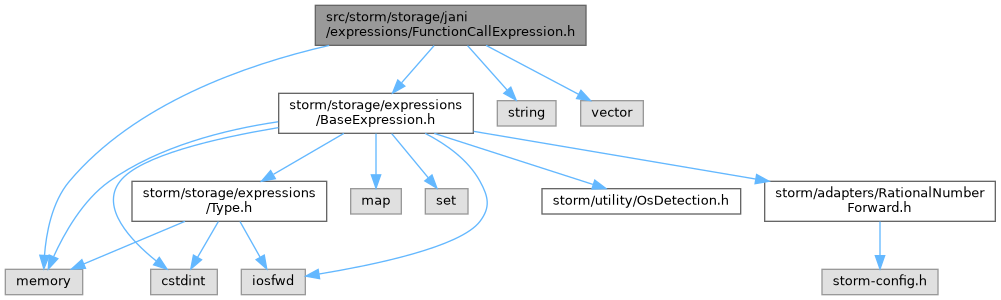 src/storm/storage/jani
/expressions/FunctionCallExpression.h
storm/storage/expressions
/BaseExpression.h
string
vector
storm/storage/expressions
/Type.h
map
set
storm/utility/OsDetection.h
storm/adapters/RationalNumber
Forward.h
memory
cstdint
iosfwd
storm-config.h